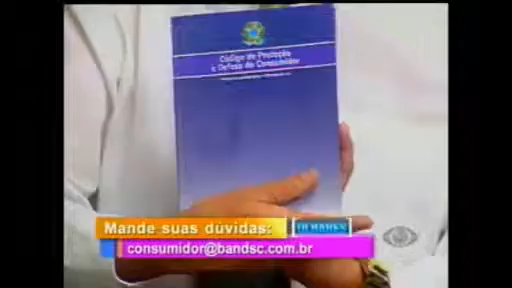 Código de Proteção
e Defesa do Consumidor
Mande suas dúvidas:
consumidor@bandsc.com.br